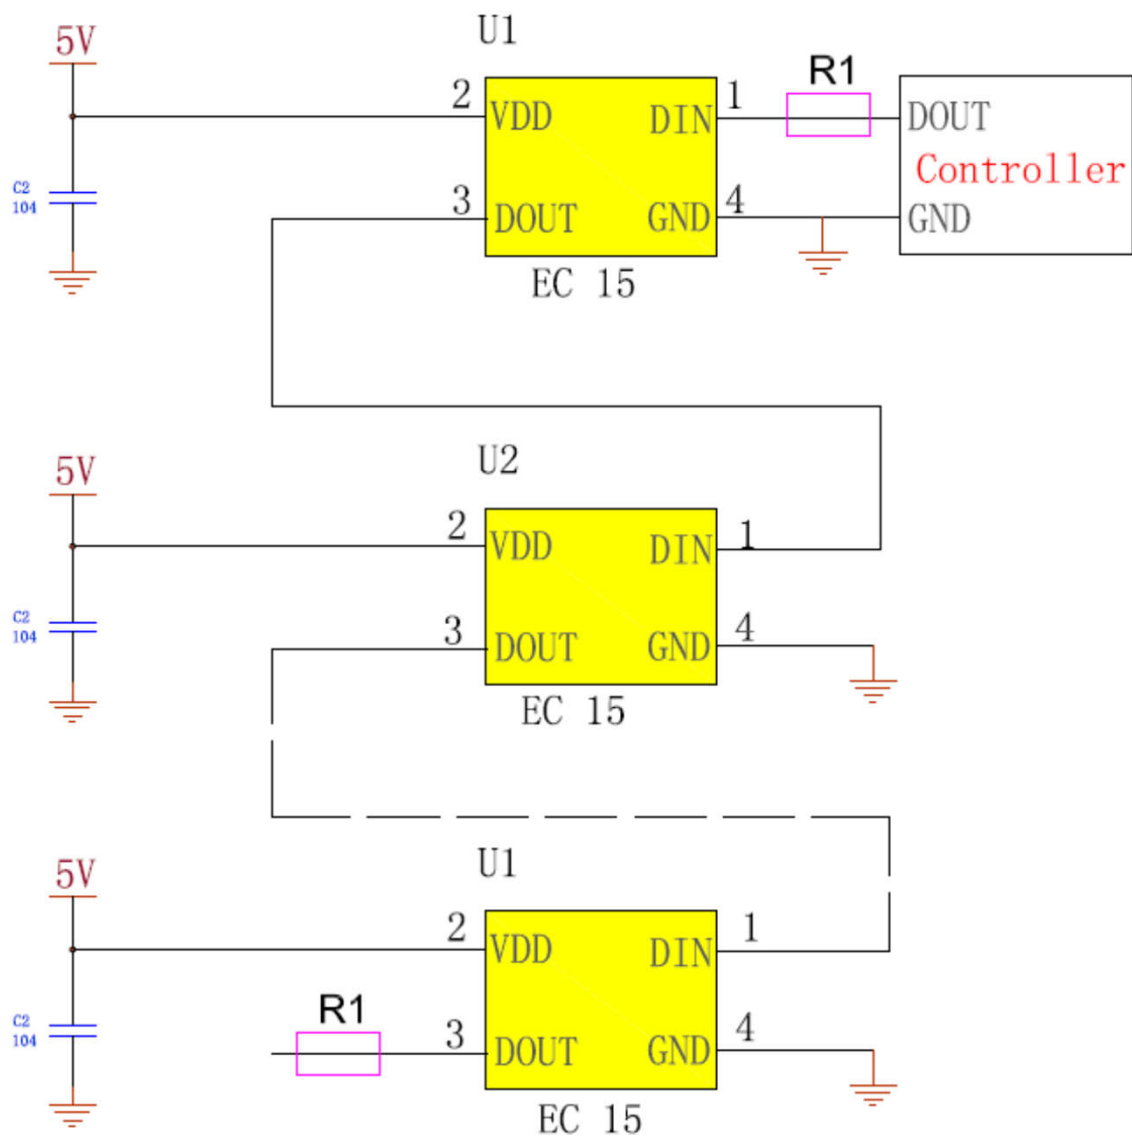 U1
5V
R1
2 VDD DIN 1 DOUT
Controller
C2
104
3 DOUT GND 4 GND
EC 15
U2
5V
2 VDD DIN 1
C2
104
3 DOUT GND 4
EC 15
U1
5V
2 VDD DIN 1
R1
C2
104
3 DOUT GND 4
EC 15